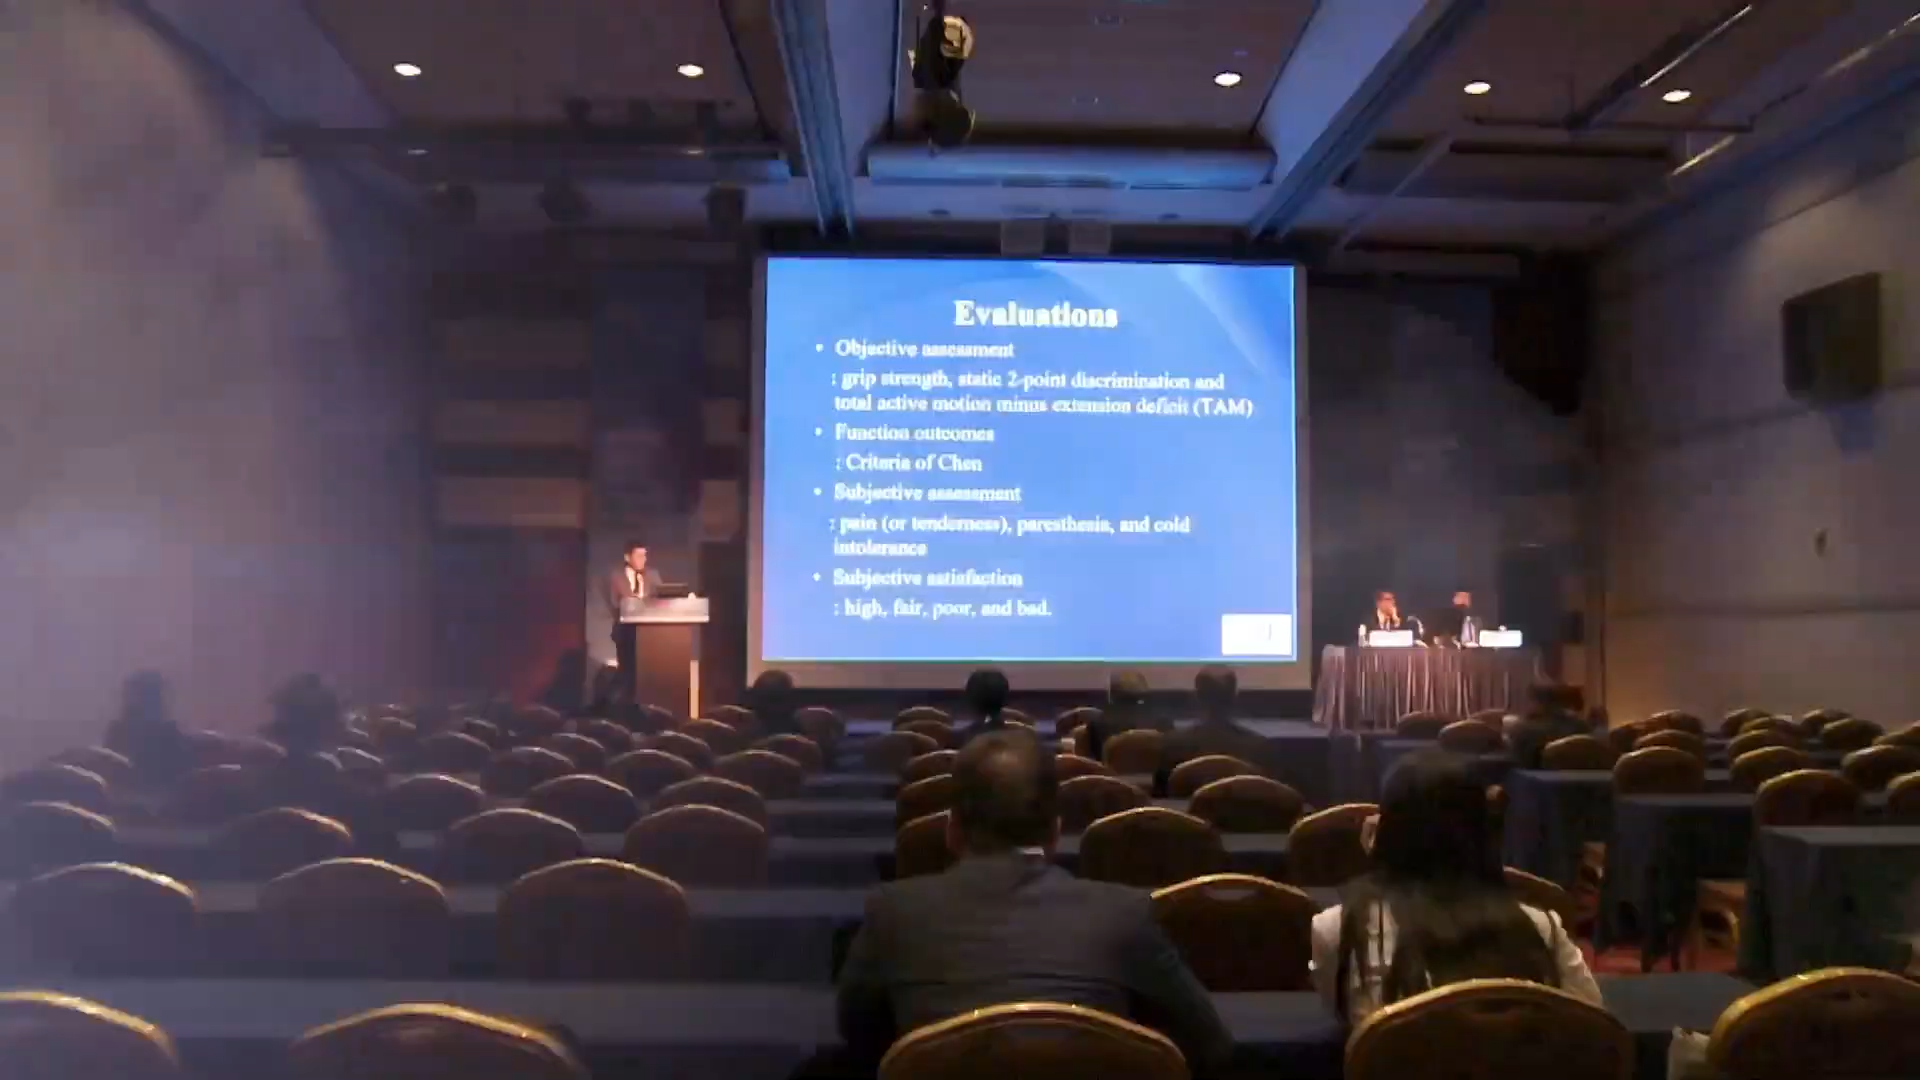 Evaluations
• Objective assessment
: grip strength, static 2-point discrimination and
total active motion minus extension deficit (TAM)
• Function outcomes
: Criteria of Chen
• Subjective assessment
: pain (or tenderness), paresthesia, and cold
intolerance
• Subjective satisfaction
: high, fair, poor, and bad.